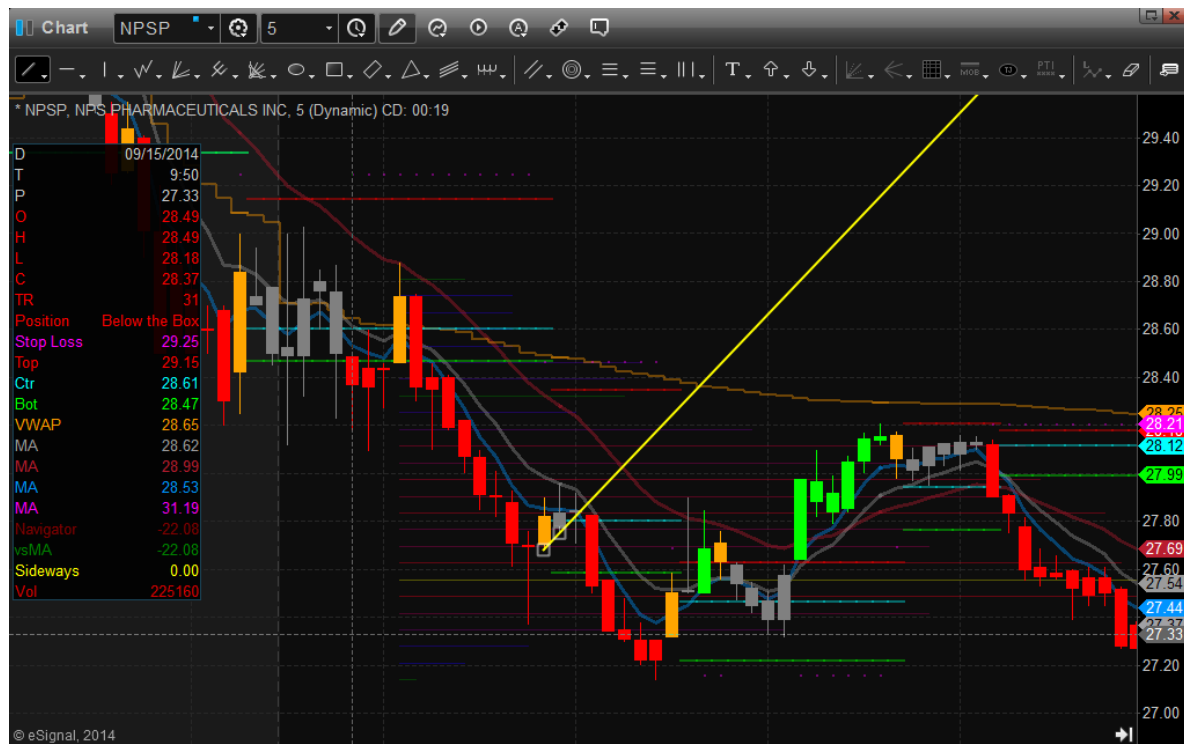 Chart NPSP 5
T MOB TJ PTI
* NPSP, NPS PHARMACEUTICALS INC, 5 (Dynamic) CD: 00:19
D 09/15/2014
T 9:50
P 27.33
O 28.49
H 28.49
L 28.18
C 28.37
TR 31
Position Below the Box
Stop Loss 29.25
Top 29.15
Ctr 28.61
Bot 28.47
VWAP 28.65
MA 28.62
MA 28.99
MA 28.53
MA 31.19
Navigator -22.08
vsMA -22.08
Sideways 0.00
Vol 225160
29.40
29.20
29.00
28.80
28.60
28.40
28.25
28.21
28.12
27.99
27.80
27.69
27.60
27.54
27.44
27.37
27.33
27.20
27.00
© eSignal, 2014